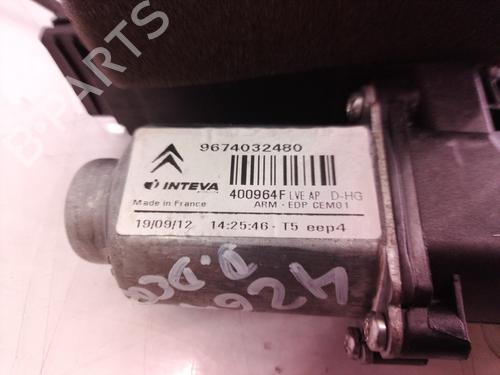 B-PARTS
9674032480
INTEVA
400964F LVE AP D-HG
Made in France
ARM - EDP CEM01
19/09/12 14:25:46 - T5 eep4